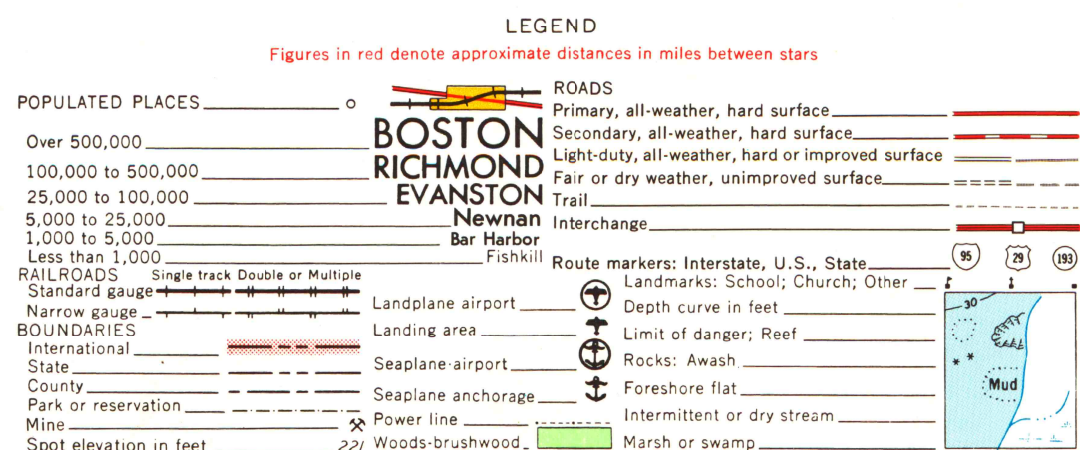 LEGEND
Figures in red denote approximate distances in miles between stars
POPULATED PLACES
Over 500,000 BOSTON
100,000 to 500,000 RICHMOND
25,000 to 100,000 EVANSTON
5,000 to 25,000 Newnan
1,000 to 5,000 Bar Harbor
Less than 1,000 Fishkill
RAILROADS Single track Double or Multiple
Standard gauge
Narrow gauge
BOUNDARIES
International
State
County
Park or reservation
Mine
Spot elevation in feet 221
Landplane airport
Landing area
Seaplane airport
Seaplane anchorage
Power line
Woods-brushwood
ROADS
Primary, all-weather, hard surface
Secondary, all-weather, hard surface
Light-duty, all-weather, hard or improved surface
Fair or dry weather, unimproved surface
Trail
Interchange
Route markers: Interstate, U.S., State 95 29 193
Landmarks: School; Church; Other
Depth curve in feet 30
Limit of danger; Reef
Rocks: Awash
Foreshore flat Mud
Intermittent or dry stream
Marsh or swamp